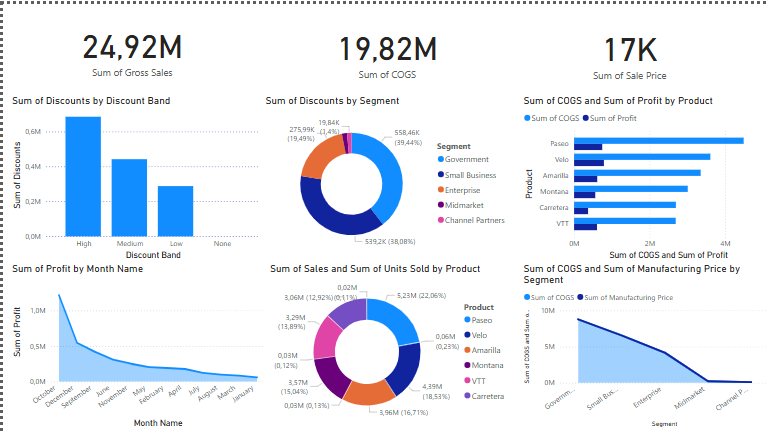 24,92M
Sum of Gross Sales
19,82M
Sum of COGS
17K
Sum of Sale Price
Sum of Discounts by Discount Band
Sum of Discounts
0,6M
0,4M
0,2M
0,0M
High
Medium
Low
None
Discount Band
Sum of Discounts by Segment
19,84K
(1,4%)
275,99K
(19,49%)
558,46K
(39,44%)
539,2K (38,08%)
Segment
Government
Small Business
Enterprise
Midmarket
Channel Partners
Sum of COGS and Sum of Profit by Product
Sum of COGS
Sum of Profit
Product
Paseo
Velo
Amarilla
Montana
Carretera
VTT
0M
2M
4M
Sum of COGS and Sum of Profit
Sum of Profit by Month Name
Sum of Profit
1,0M
0,5M
0,0M
October
December
September
June
November
May
February
April
July
August
March
January
Month Name
Sum of Sales and Sum of Units Sold by Product
0,02M
(0,11%)
3,06M (12,92%)
5,23M (22,06%)
3,29M
(13,89%)
0,06M
(0,23%)
0,03M
(0,12%)
4,39M
(18,53%)
3,57M
(15,04%)
0,03M (0,13%)
3,96M (16,71%)
Product
Paseo
Velo
Amarilla
Montana
VTT
Carretera
Sum of COGS and Sum of Manufacturing Price by
Segment
Sum of COGS
Sum of Manufacturing Price
Sum of COGS and Sum o...
10M
5M
0M
Governm...
Small Bus...
Enterprise
Midmarket
Channel P...
Segment